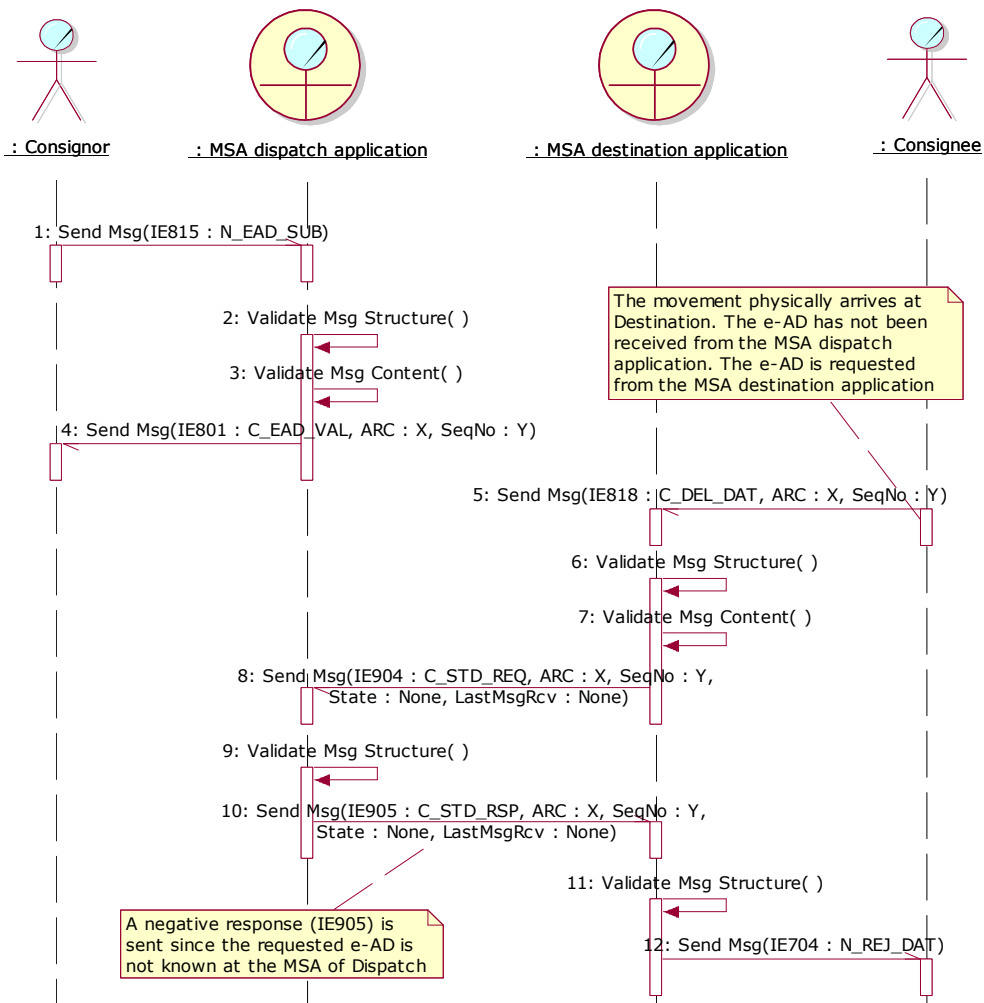 : Consignor
: MSA dispatch application
: MSA destination application
: Consignee
1: Send Msg(IE815 : N_EAD_SUB)
2: Validate Msg Structure( )
The movement physically arrives at
Destination. The e-AD has not been
received from the MSA dispatch
application. The e-AD is requested
from the MSA destination application
3: Validate Msg Content( )
4: Send Msg(IE801 : C_EAD_VAL, ARC : X, SeqNo : Y)
5: Send Msg(IE818 : C_DEL_DAT, ARC : X, SeqNo : Y)
6: Validate Msg Structure( )
7: Validate Msg Content( )
8: Send Msg(IE904 : C_STD_REQ, ARC : X, SeqNo : Y,
State : None, LastMsgRcv : None)
9: Validate Msg Structure( )
10: Send Msg(IE905 : C_STD_RSP, ARC : X, SeqNo : Y,
State : None, LastMsgRcv : None)
11: Validate Msg Structure( )
A negative response (IE905) is
sent since the requested e-AD is
not known at the MSA of Dispatch
12: Send Msg(IE704 : N_REJ_DAT)